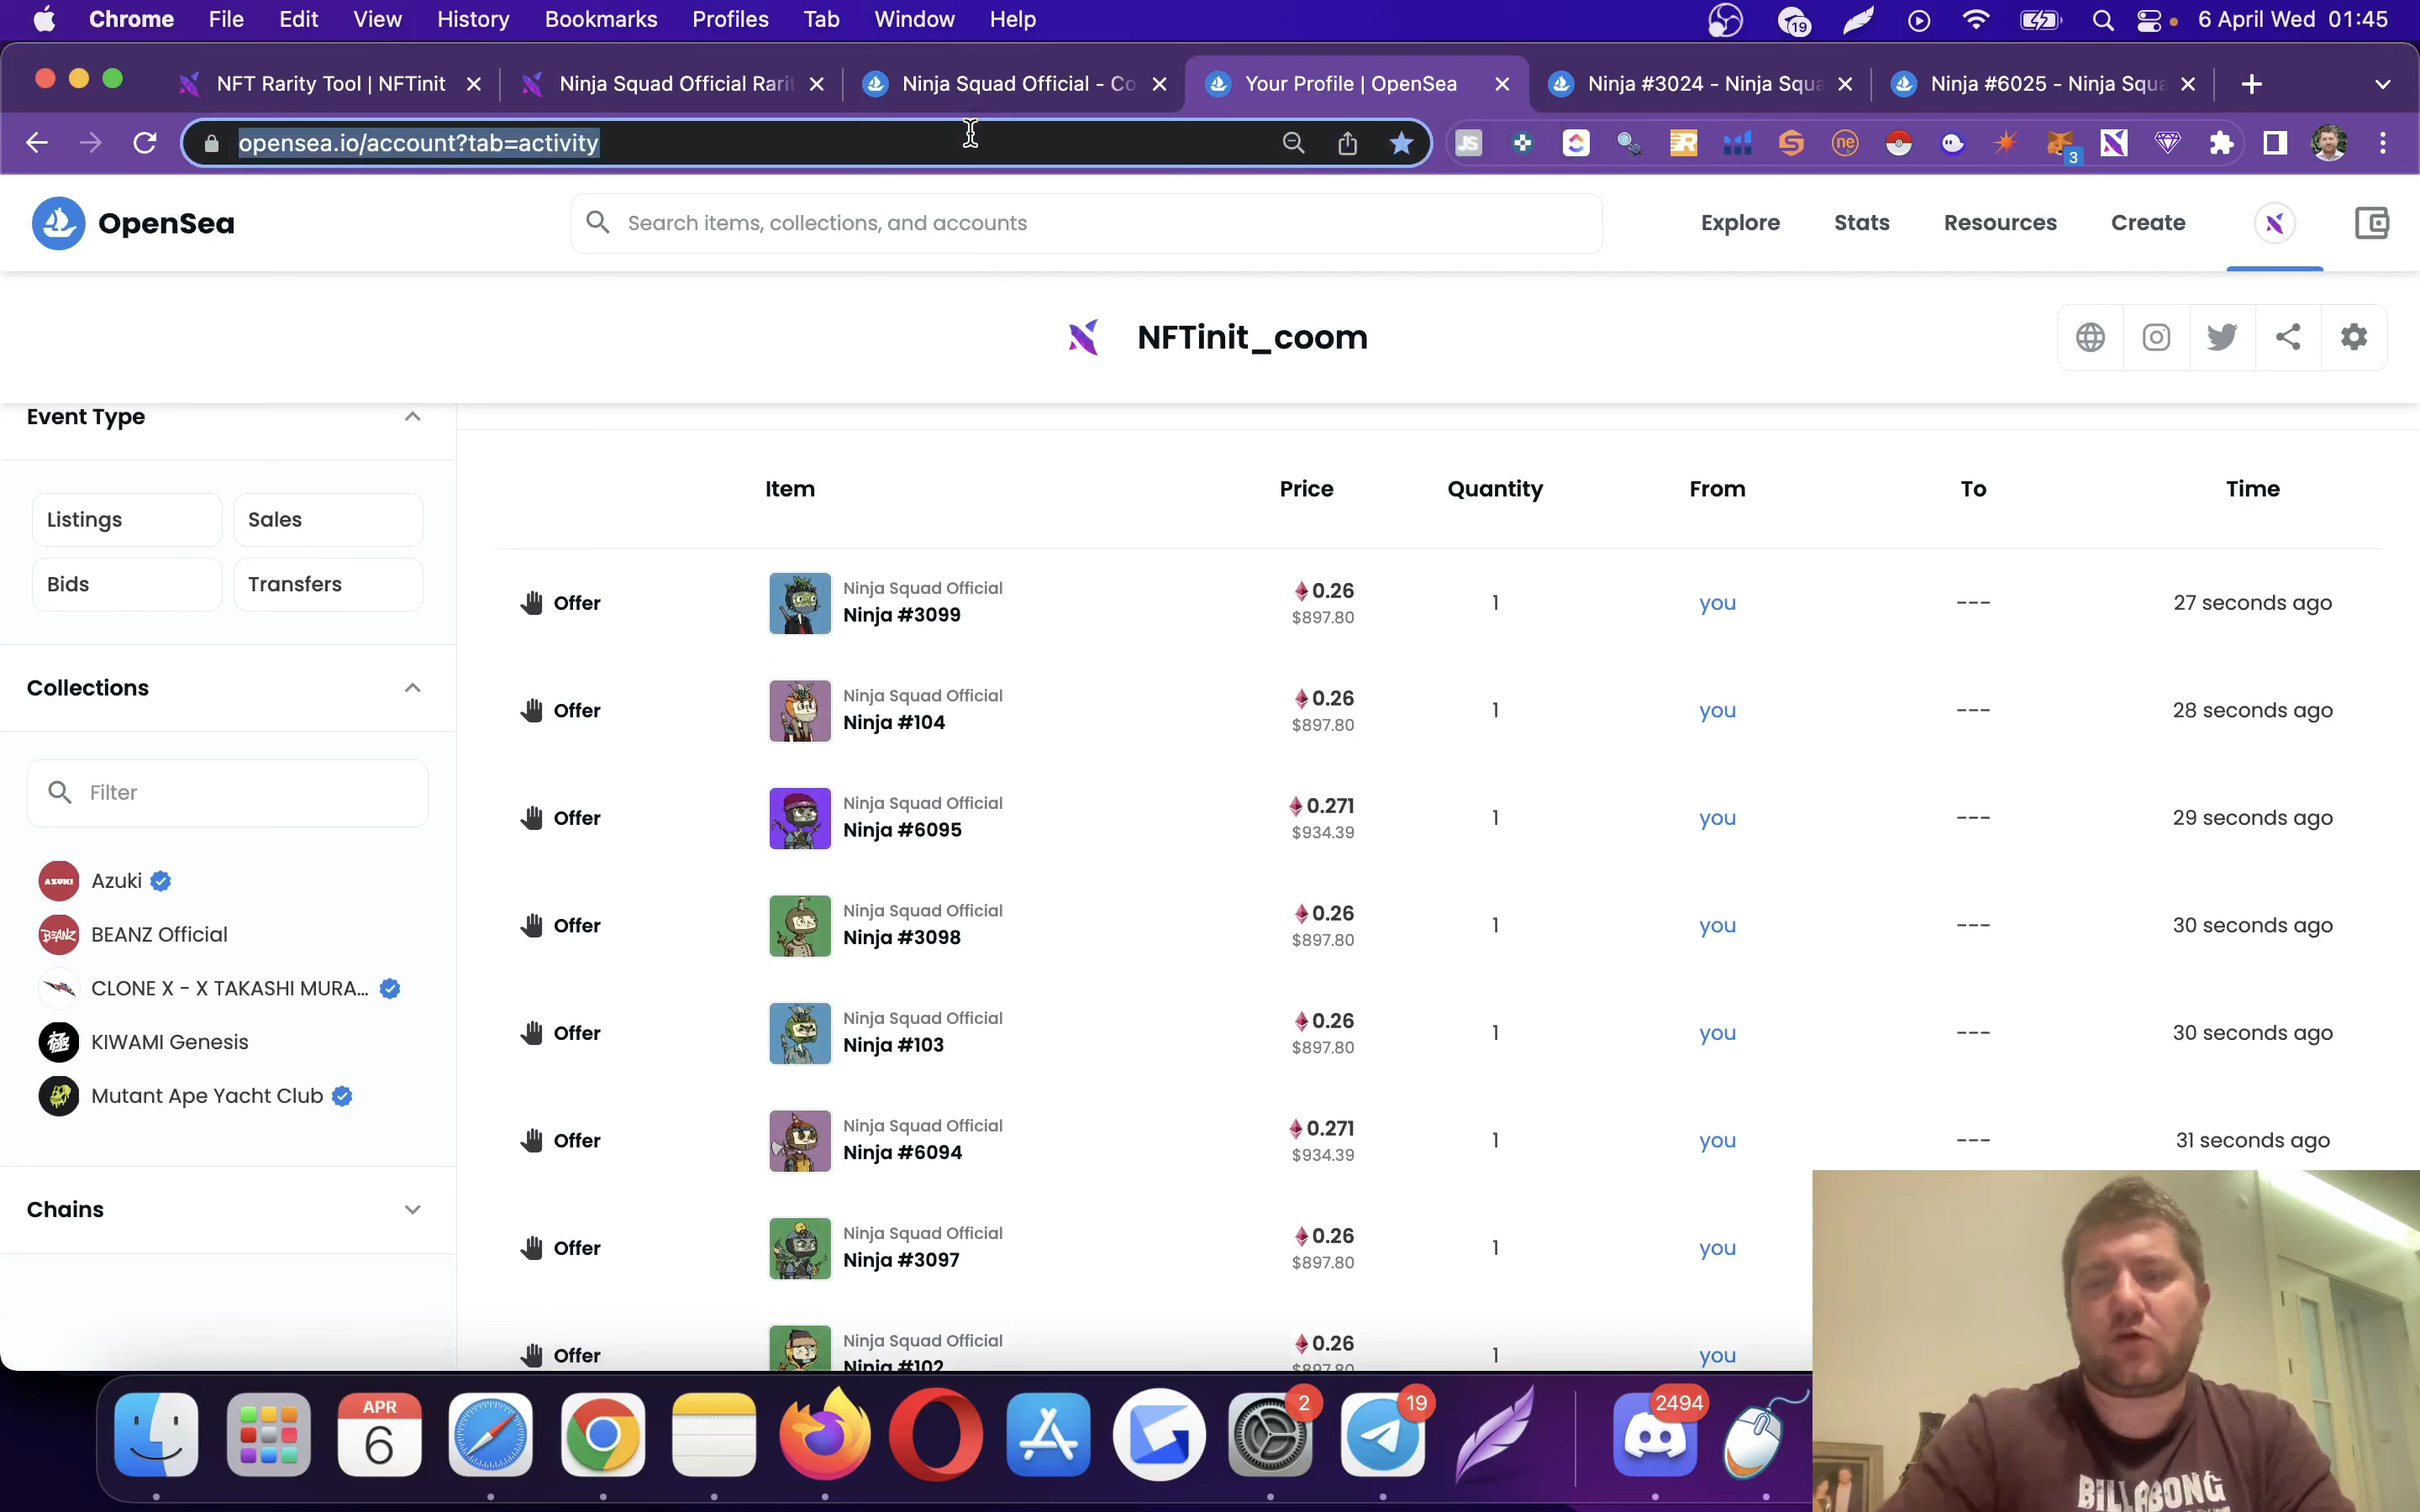 Chrome File Edit View History Bookmarks Profiles Tab Window Help 19 6 April Wed 01:45
NFT Rarity Tool | NFTinit Ninja Squad Official Rarit Ninja Squad Official - Co Your Profile | OpenSea Ninja #3024 - Ninja Squa Ninja #6025 - Ninja Squa
opensea.io/account?tab=activity JS ne 3
OpenSea Search items, collections, and accounts Explore Stats Resources Create
NFTinit_coom
Event Type
Listings Sales
Bids Transfers
Collections
Filter
AZUKI Azuki
BEANZ BEANZ Official
CLONE X - X TAKASHI MURA...
KIWAMI Genesis
Mutant Ape Yacht Club
Chains
Item Price Quantity From To Time
Offer Ninja Squad Official Ninja #3099 0.26 $897.80 1 you --- 27 seconds ago
Offer Ninja Squad Official Ninja #104 0.26 $897.80 1 you --- 28 seconds ago
Offer Ninja Squad Official Ninja #6095 0.271 $934.39 1 you --- 29 seconds ago
Offer Ninja Squad Official Ninja #3098 0.26 $897.80 1 you --- 30 seconds ago
Offer Ninja Squad Official Ninja #103 0.26 $897.80 1 you --- 30 seconds ago
Offer Ninja Squad Official Ninja #6094 0.271 $934.39 1 you --- 31 seconds ago
Offer Ninja Squad Official Ninja #3097 0.26 $897.80 1 you
Offer Ninja Squad Official Ninja #102 0.26 $897.80 1 you
APR 6 2 19 2494
BILLABONG